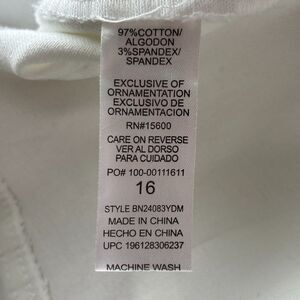 97%COTTON/
ALGODON
3%SPANDEX/
SPANDEX
EXCLUSIVE OF
ORNAMENTATION
EXCLUSIVO DE
ORNAMENTACION
RN#15600
CARE ON REVERSE
VER AL DORSO
PARA CUIDADO
PO# 100-00111611
16
STYLE BN24083YDM
MADE IN CHINA
HECHO EN CHINA
UPC 196128306237
MACHINE WASH